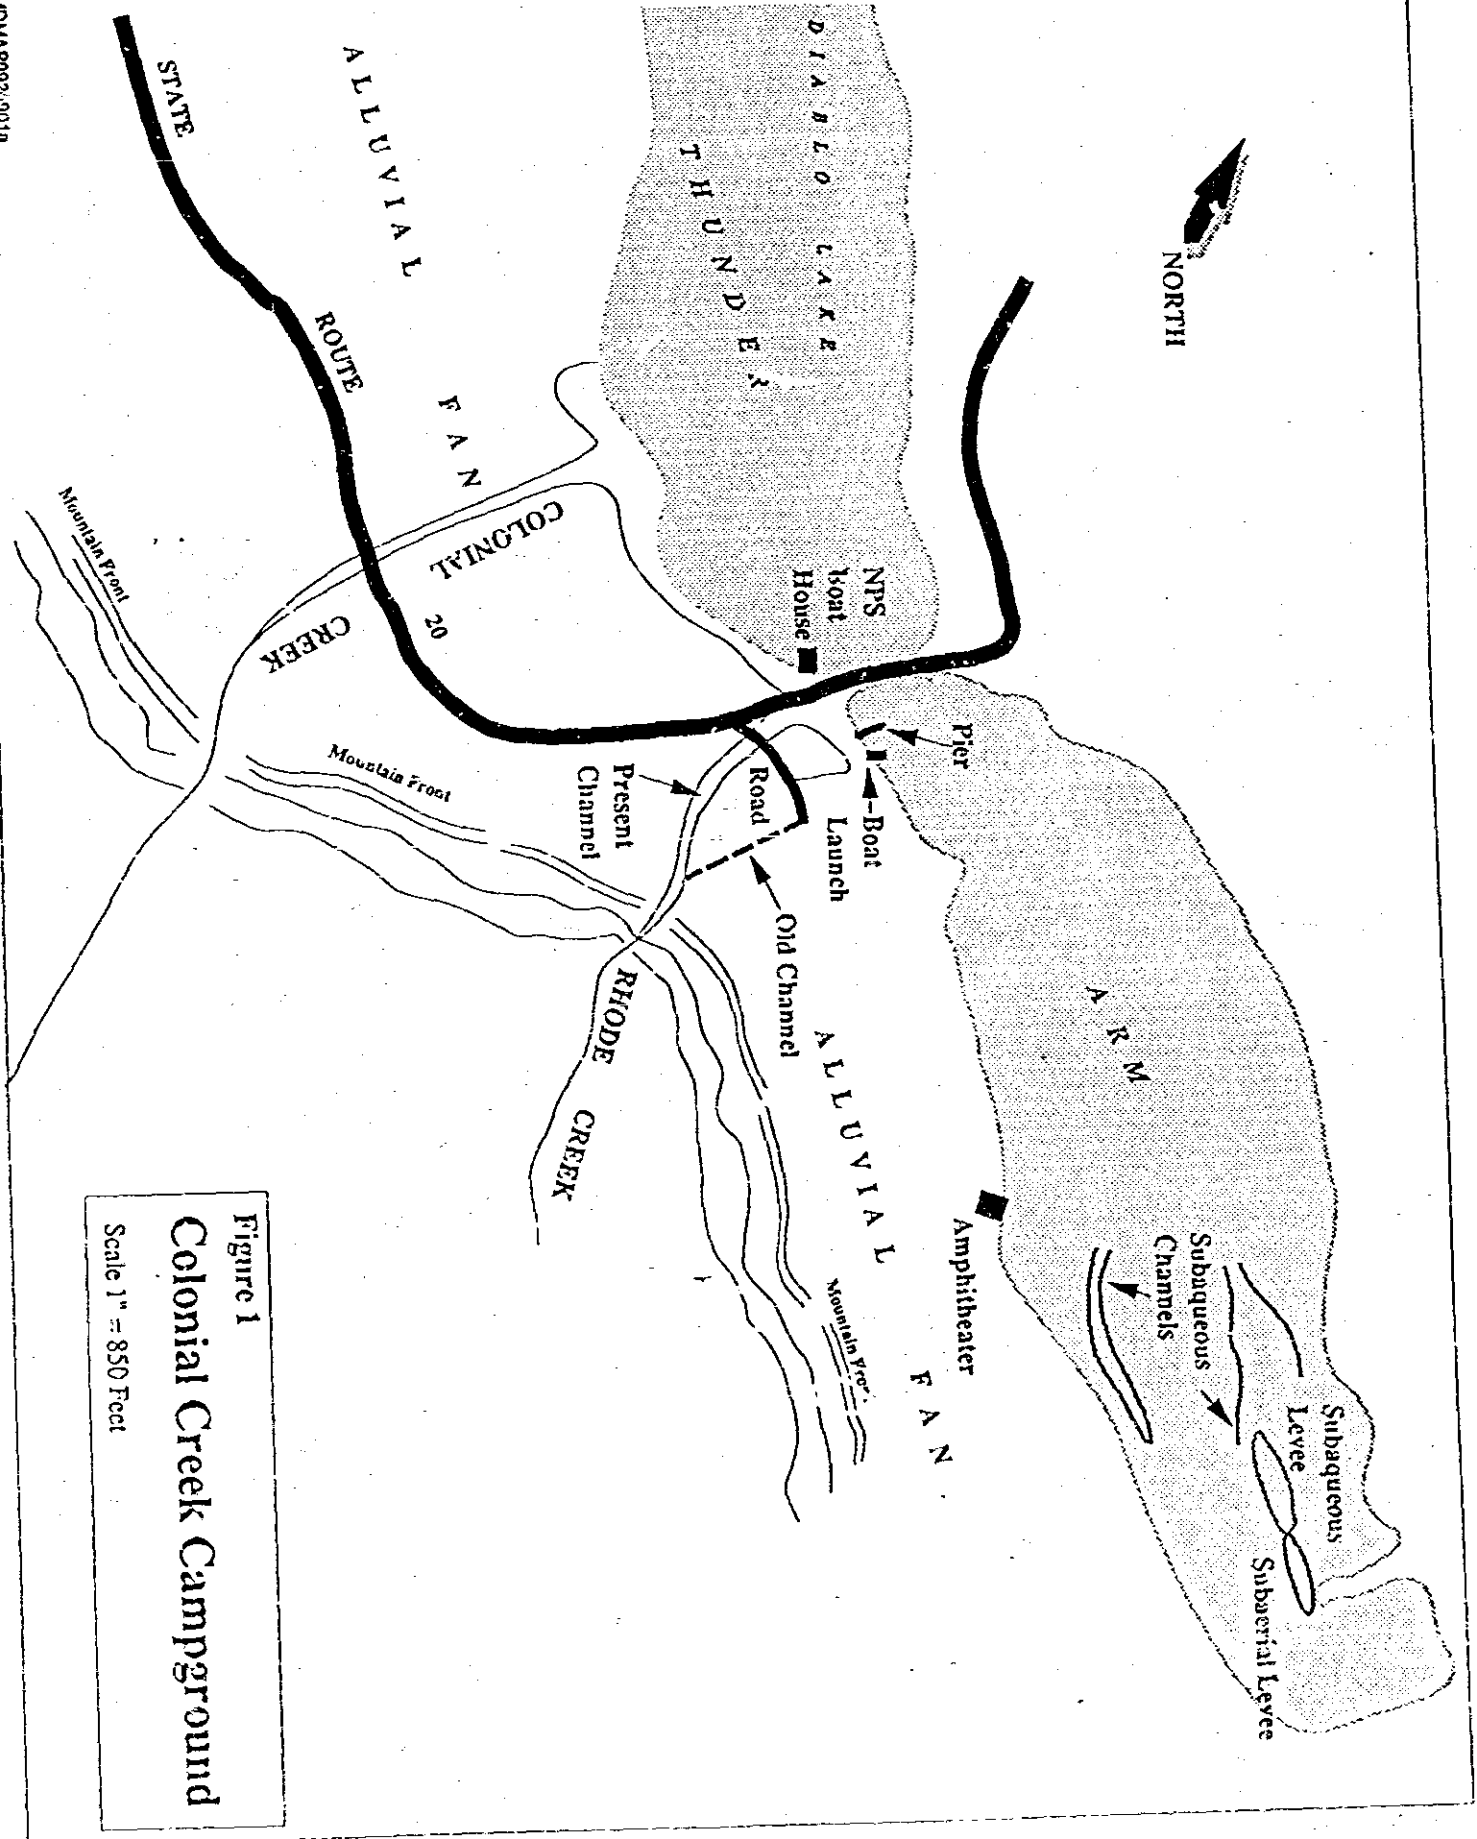 NORTH
DIABLO LAKE
THUNDER
ARM
NPS
Boat
House
Pier
Boat
Launch
Subaqueous
Channels
Subaqueous
Levee
Subaerial Levee
Amphitheater
ALLUVIAL FAN
STATE ROUTE 20
COLONIAL CREEK
ALLUVIAL FAN
Road
Old Channel
Present
Channel
Mountain Front
Mountain Front
RHODE CREEK
Figure 1
Colonial Creek Campground
Scale 1" = 850 Feet